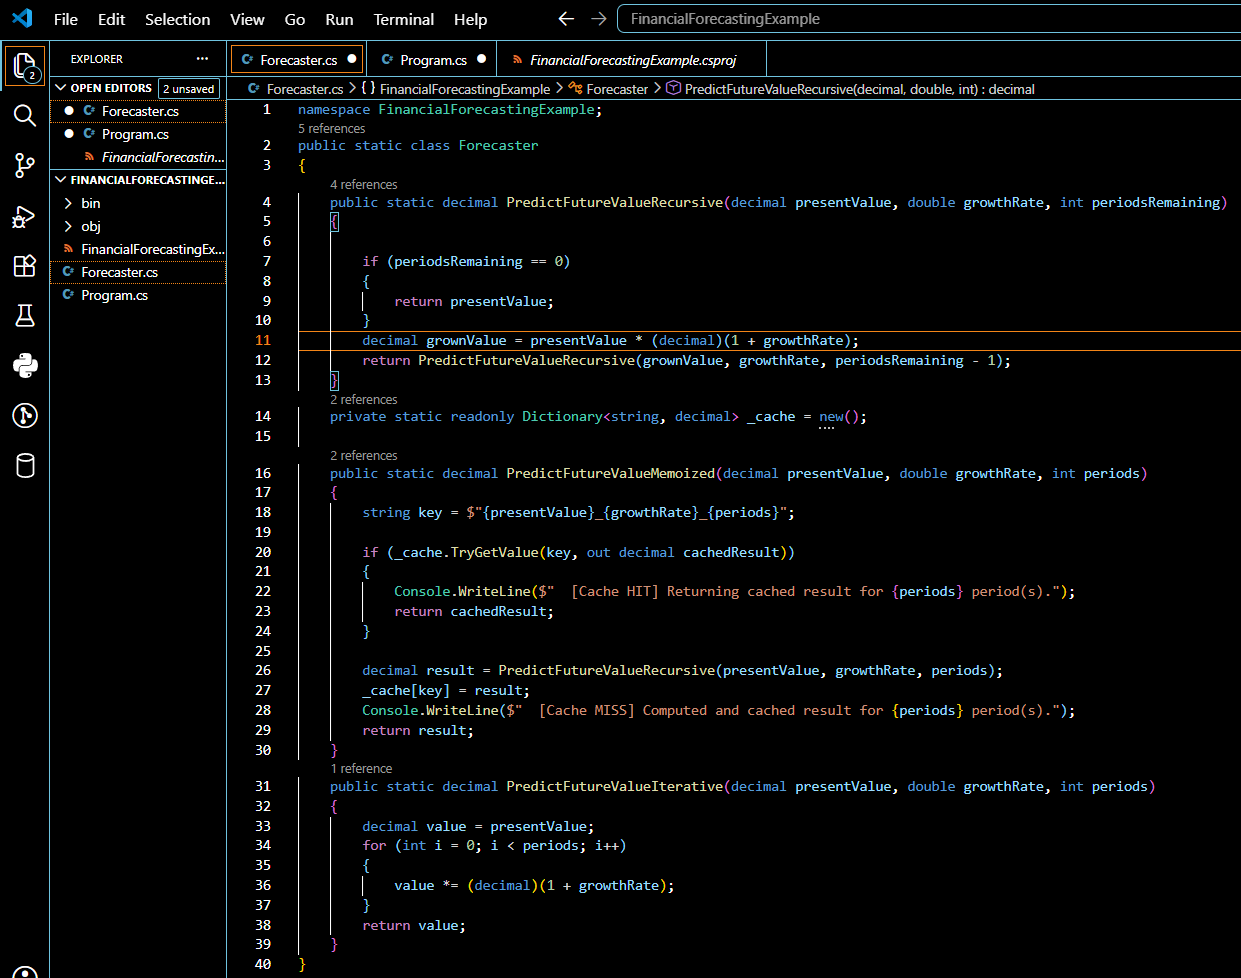 File Edit Selection View Go Run Terminal Help
FinancialForecastingExample
EXPLORER
OPEN EDITORS 2 unsaved
Forecaster.cs
Program.cs
FinancialForecastin...
FINANCIALFORECASTINGE...
bin
obj
FinancialForecastingEx...
Forecaster.cs
Program.cs
2
Forecaster.cs Program.cs FinancialForecastingExample.csproj
Forecaster.cs > {} FinancialForecastingExample > Forecaster > PredictFutureValueRecursive(decimal, double, int) : decimal
1 namespace FinancialForecastingExample;
5 references
2 public static class Forecaster
3 {
4 references
4 public static decimal PredictFutureValueRecursive(decimal presentValue, double growthRate, int periodsRemaining)
5 {
6
7 if (periodsRemaining == 0)
8 {
9 return presentValue;
10 }
11 decimal grownValue = presentValue * (decimal)(1 + growthRate);
12 return PredictFutureValueRecursive(grownValue, growthRate, periodsRemaining - 1);
13 }
2 references
14 private static readonly Dictionary<string, decimal> _cache = new();
15
2 references
16 public static decimal PredictFutureValueMemoized(decimal presentValue, double growthRate, int periods)
17 {
18 string key = $"{presentValue}_{growthRate}_{periods}";
19
20 if (_cache.TryGetValue(key, out decimal cachedResult))
21 {
22 Console.WriteLine($"  [Cache HIT] Returning cached result for {periods} period(s).");
23 return cachedResult;
24 }
25
26 decimal result = PredictFutureValueRecursive(presentValue, growthRate, periods);
27 _cache[key] = result;
28 Console.WriteLine($"  [Cache MISS] Computed and cached result for {periods} period(s).");
29 return result;
30 }
1 reference
31 public static decimal PredictFutureValueIterative(decimal presentValue, double growthRate, int periods)
32 {
33 decimal value = presentValue;
34 for (int i = 0; i < periods; i++)
35 {
36 value *= (decimal)(1 + growthRate);
37 }
38 return value;
39 }
40 }